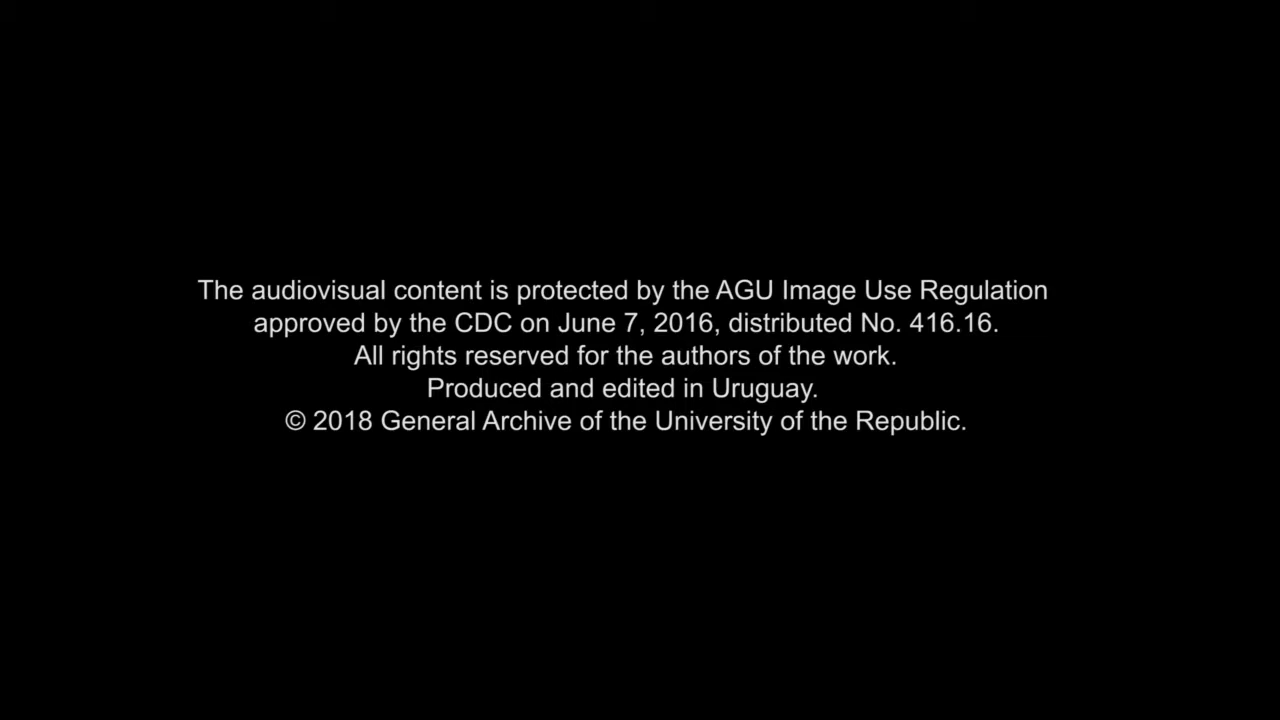 The audiovisual content is protected by the AGU Image Use Regulation
approved by the CDC on June 7, 2016, distributed No. 416.16.
All rights reserved for the authors of the work.
Produced and edited in Uruguay.
© 2018 General Archive of the University of the Republic.